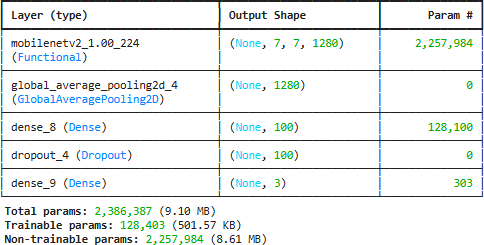 Layer (type) Output Shape Param #
mobilenetv2_1.00_224 (None, 7, 7, 1280) 2,257,984
(Functional)
global_average_pooling2d_4 (None, 1280) 0
(GlobalAveragePooling2D)
dense_8 (Dense) (None, 100) 128,100
dropout_4 (Dropout) (None, 100) 0
dense_9 (Dense) (None, 3) 303
Total params: 2,386,387 (9.10 MB)
Trainable params: 128,403 (501.57 KB)
Non-trainable params: 2,257,984 (8.61 MB)